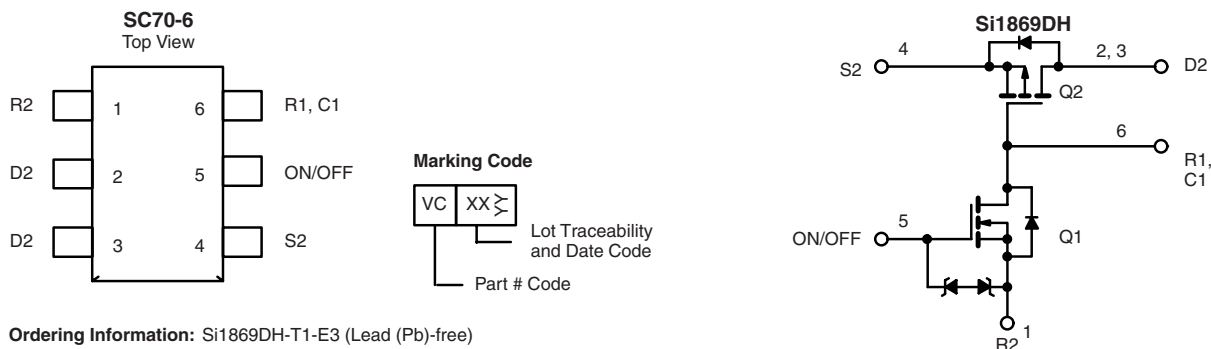 SC70-6
Top View
R2 1 6 R1, C1
D2 2 5 ON/OFF
D2 3 4 S2
Marking Code
VC XX YY
Lot Traceability
and Date Code
Part # Code
Ordering Information: Si1869DH-T1-E3 (Lead (Pb)-free)
Si1869DH
S2 4 2, 3 D2
Q2
6
R1,
C1
5
ON/OFF
Q1
1
R2